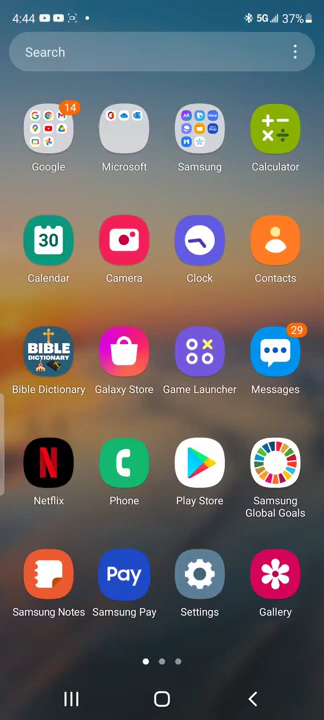 4:44
5G 37%
Search
14
Google Microsoft Samsung Calculator
30
Calendar Camera Clock Contacts
BIBLE
DICTIONARY
29
Bible Dictionary Galaxy Store Game Launcher Messages
N
Netflix Phone Play Store Samsung
Global Goals
Pay
Samsung Notes Samsung Pay Settings Gallery